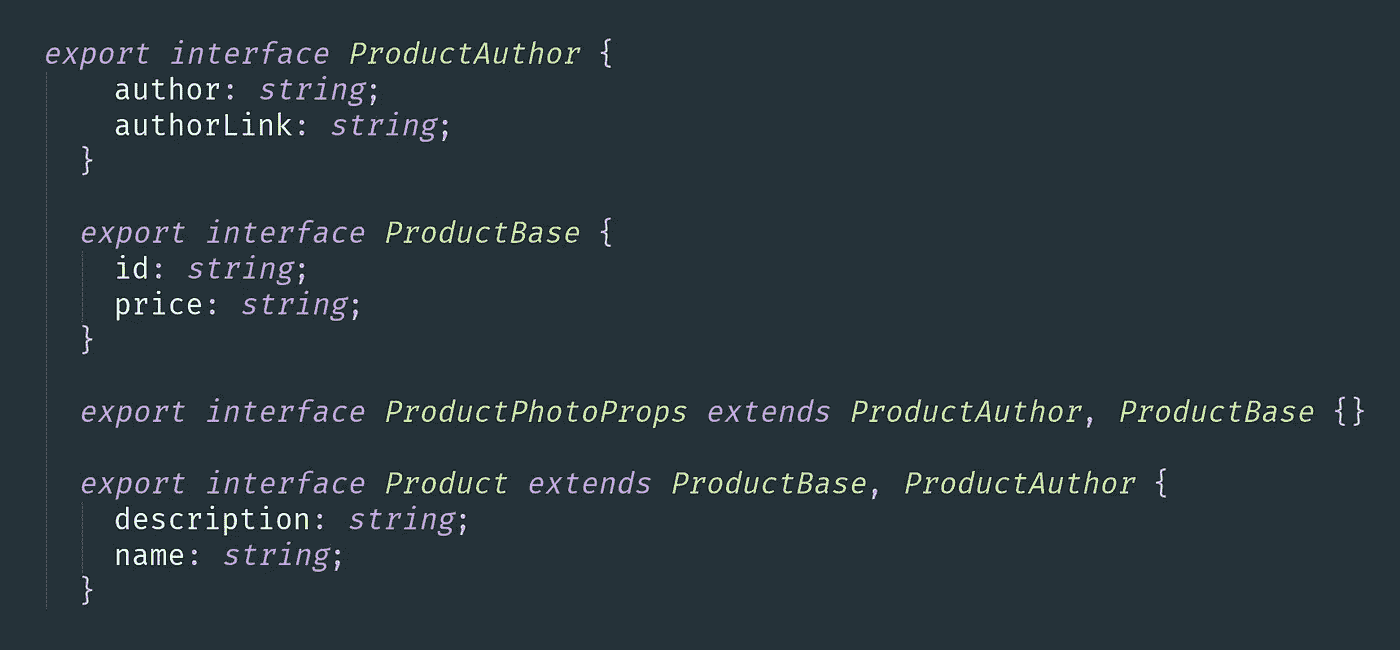 export interface ProductAuthor {
    author: string;
    authorLink: string;
  }

  export interface ProductBase {
    id: string;
    price: string;
  }

  export interface ProductPhotoProps extends ProductAuthor, ProductBase {}

  export interface Product extends ProductBase, ProductAuthor {
    description: string;
    name: string;
  }